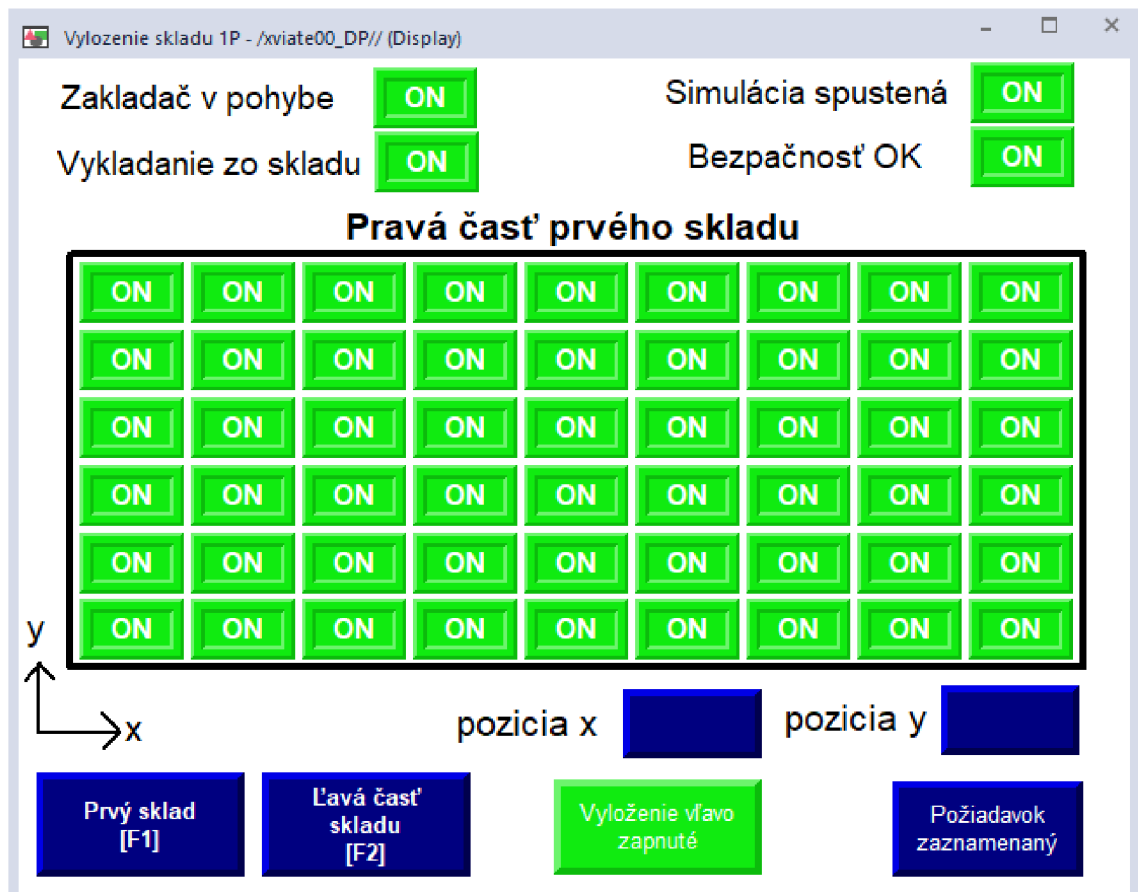 Vylozenie skladu 1P - /xviate00_DP// (Display)
Zakladač v pohybe ON Simulácia spustená ON
Vykladanie zo skladu ON Bezpačnosť OK ON
Pravá časť prvého skladu
ON ON ON ON ON ON ON ON ON
ON ON ON ON ON ON ON ON ON
ON ON ON ON ON ON ON ON ON
ON ON ON ON ON ON ON ON ON
ON ON ON ON ON ON ON ON ON
ON ON ON ON ON ON ON ON ON
y
x
pozicia x pozicia y
Prvý sklad
[F1]
Ľavá časť
skladu
[F2]
Vyloženie vľavo
zapnuté
Požiadavok
zaznamenaný